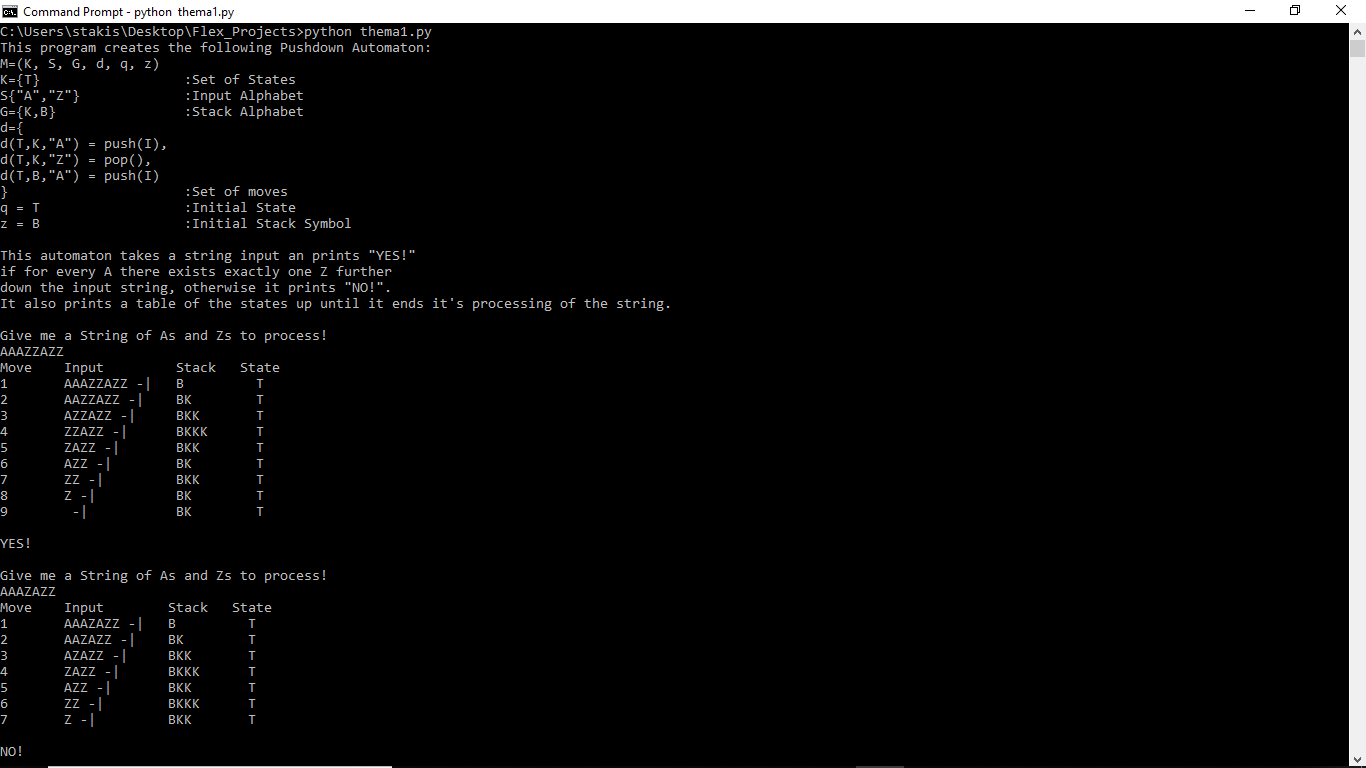 Command Prompt - python  thema1.py
C:\Users\stakis\Desktop\Flex_Projects>python thema1.py
This program creates the following Pushdown Automaton:
M=(K, S, G, d, q, z)
K={T}                  :Set of States
S{"A","Z"}             :Input Alphabet
G={K,B}                :Stack Alphabet
d={
d(T,K,"A") = push(I),
d(T,K,"Z") = pop(),
d(T,B,"A") = push(I)
}                      :Set of moves
q = T                  :Initial State
z = B                  :Initial Stack Symbol
This automaton takes a string input an prints "YES!"
if for every A there exists exactly one Z further
down the input string, otherwise it prints "NO!".
It also prints a table of the states up until it ends it's processing of the string.
Give me a String of As and Zs to process!
AAAZZAZZ
Move    Input         Stack   State
1       AAAZZAZZ -|   B         T
2       AAZZAZZ -|    BK        T
3       AZZAZZ -|     BKK       T
4       ZZAZZ -|      BKKK      T
5       ZAZZ -|       BKK       T
6       AZZ -|        BK        T
7       ZZ -|         BKK       T
8       Z -|          BK        T
9        -|           BK        T
YES!
Give me a String of As and Zs to process!
AAAZAZZ
Move    Input        Stack   State
1       AAAZAZZ -|   B         T
2       AAZAZZ -|    BK        T
3       AZAZZ -|     BKK       T
4       ZAZZ -|      BKKK      T
5       AZZ -|       BKK       T
6       ZZ -|        BKKK      T
7       Z -|         BKK       T
NO!